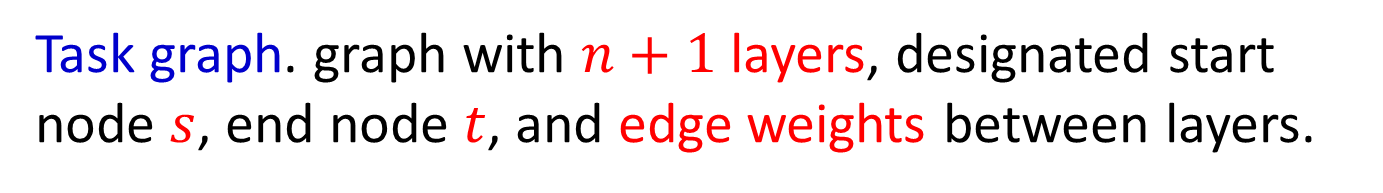 Task graph. graph with n + 1 layers, designated start
node s, end node t, and edge weights between layers.